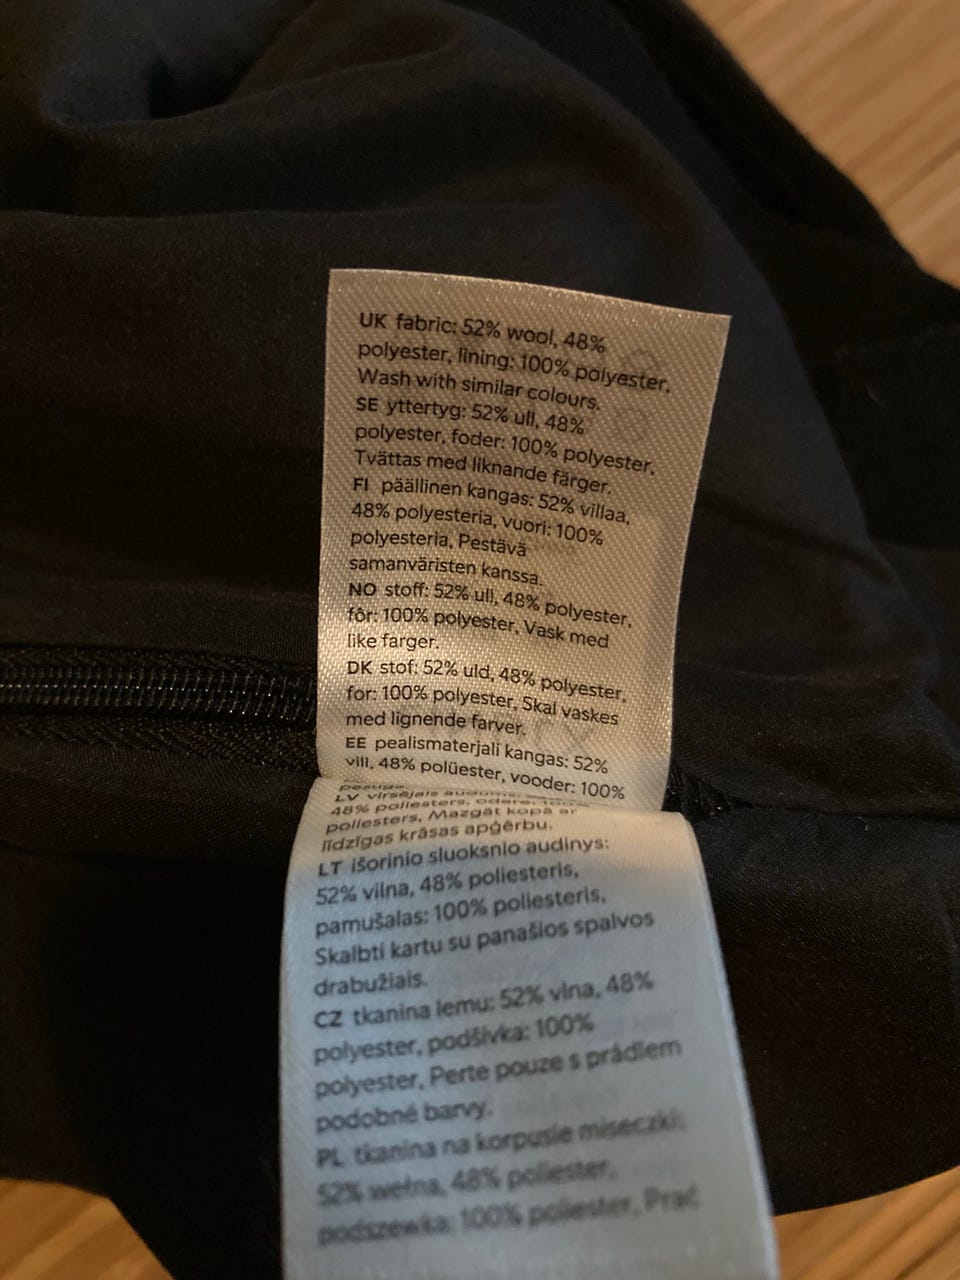 UK fabric: 52% wool, 48%
polyester, lining: 100% polyester,
Wash with similar colours.
SE yttertyg: 52% ull, 48%
polyester, foder: 100% polyester,
Tvättas med liknande färger.
FI päällinen kangas: 52% villaa,
48% polyesteria, vuori: 100%
polyesteria, Pestävä
samanväristen kanssa.
NO stoff: 52% ull, 48% polyester,
fôr: 100% polyester, Vask med
like farger.
DK stof: 52% uld, 48% polyester,
for: 100% polyester, Skal vaskes
med lignende farver.
EE pealismaterjali kangas: 52%
vill, 48% polüester, vooder: 100%
LV virsējais
48% poliesters,
poliesters, Mazgāt kopā ar
līdzīgas krāsas apģērbu.
LT išorinio sluoksnio audinys:
52% vilna, 48% poliesteris,
pamušalas: 100% poliesteris,
Skalbti kartu su panašios spalvos
drabužiais.
CZ tkanina lemu: 52% vlna, 48%
polyester, podšívka: 100%
polyester, Perte pouze s prádlem
podobné barvy.
PL tkanina na korpusie miseczki:
52% wełna, 48% poliester,
podszewka: 100% poliester, Prać